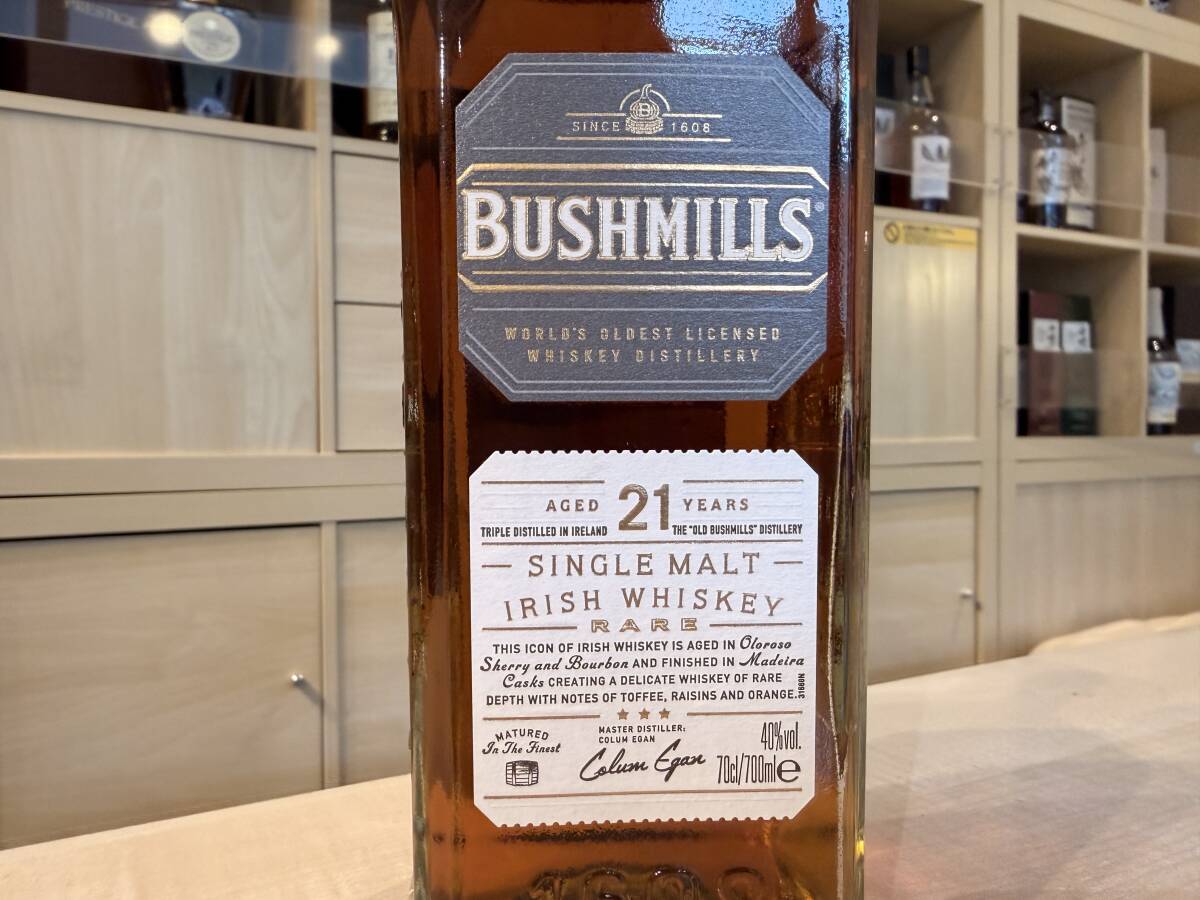 PRESTIGE
SINCE B 1608
BUSHMILLS®
WORLD'S OLDEST LICENSED
WHISKEY DISTILLERY
AGED 21 YEARS
TRIPLE DISTILLED IN IRELAND THE "OLD BUSHMILLS" DISTILLERY
SINGLE MALT
IRISH WHISKEY
RARE
THIS ICON OF IRISH WHISKEY IS AGED IN Oloroso
Sherry and Bourbon AND FINISHED IN Madeira
Casks CREATING A DELICATE WHISKEY OF RARE
DEPTH WITH NOTES OF TOFFEE, RAISINS AND ORANGE.
31660N
MATURED
In The Finest
MASTER DISTILLER:
COLUM EGAN
Colum Egan
40%vol.
70cl/700ml℮
1608